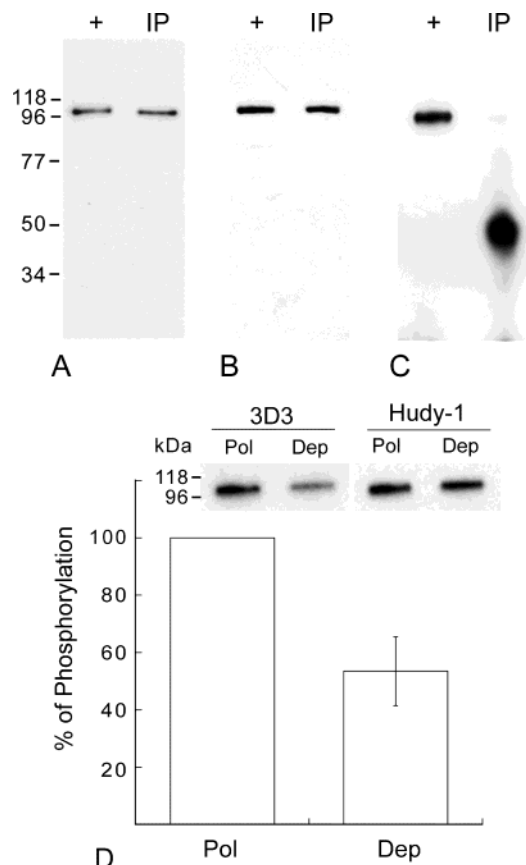 + IP + IP + IP
118
96
77
50
34
A B C
3D3 Hudy-1
kDa Pol Dep Pol Dep
118
96
% of Phosphorylation
100
80
60
40
20
Pol Dep
D